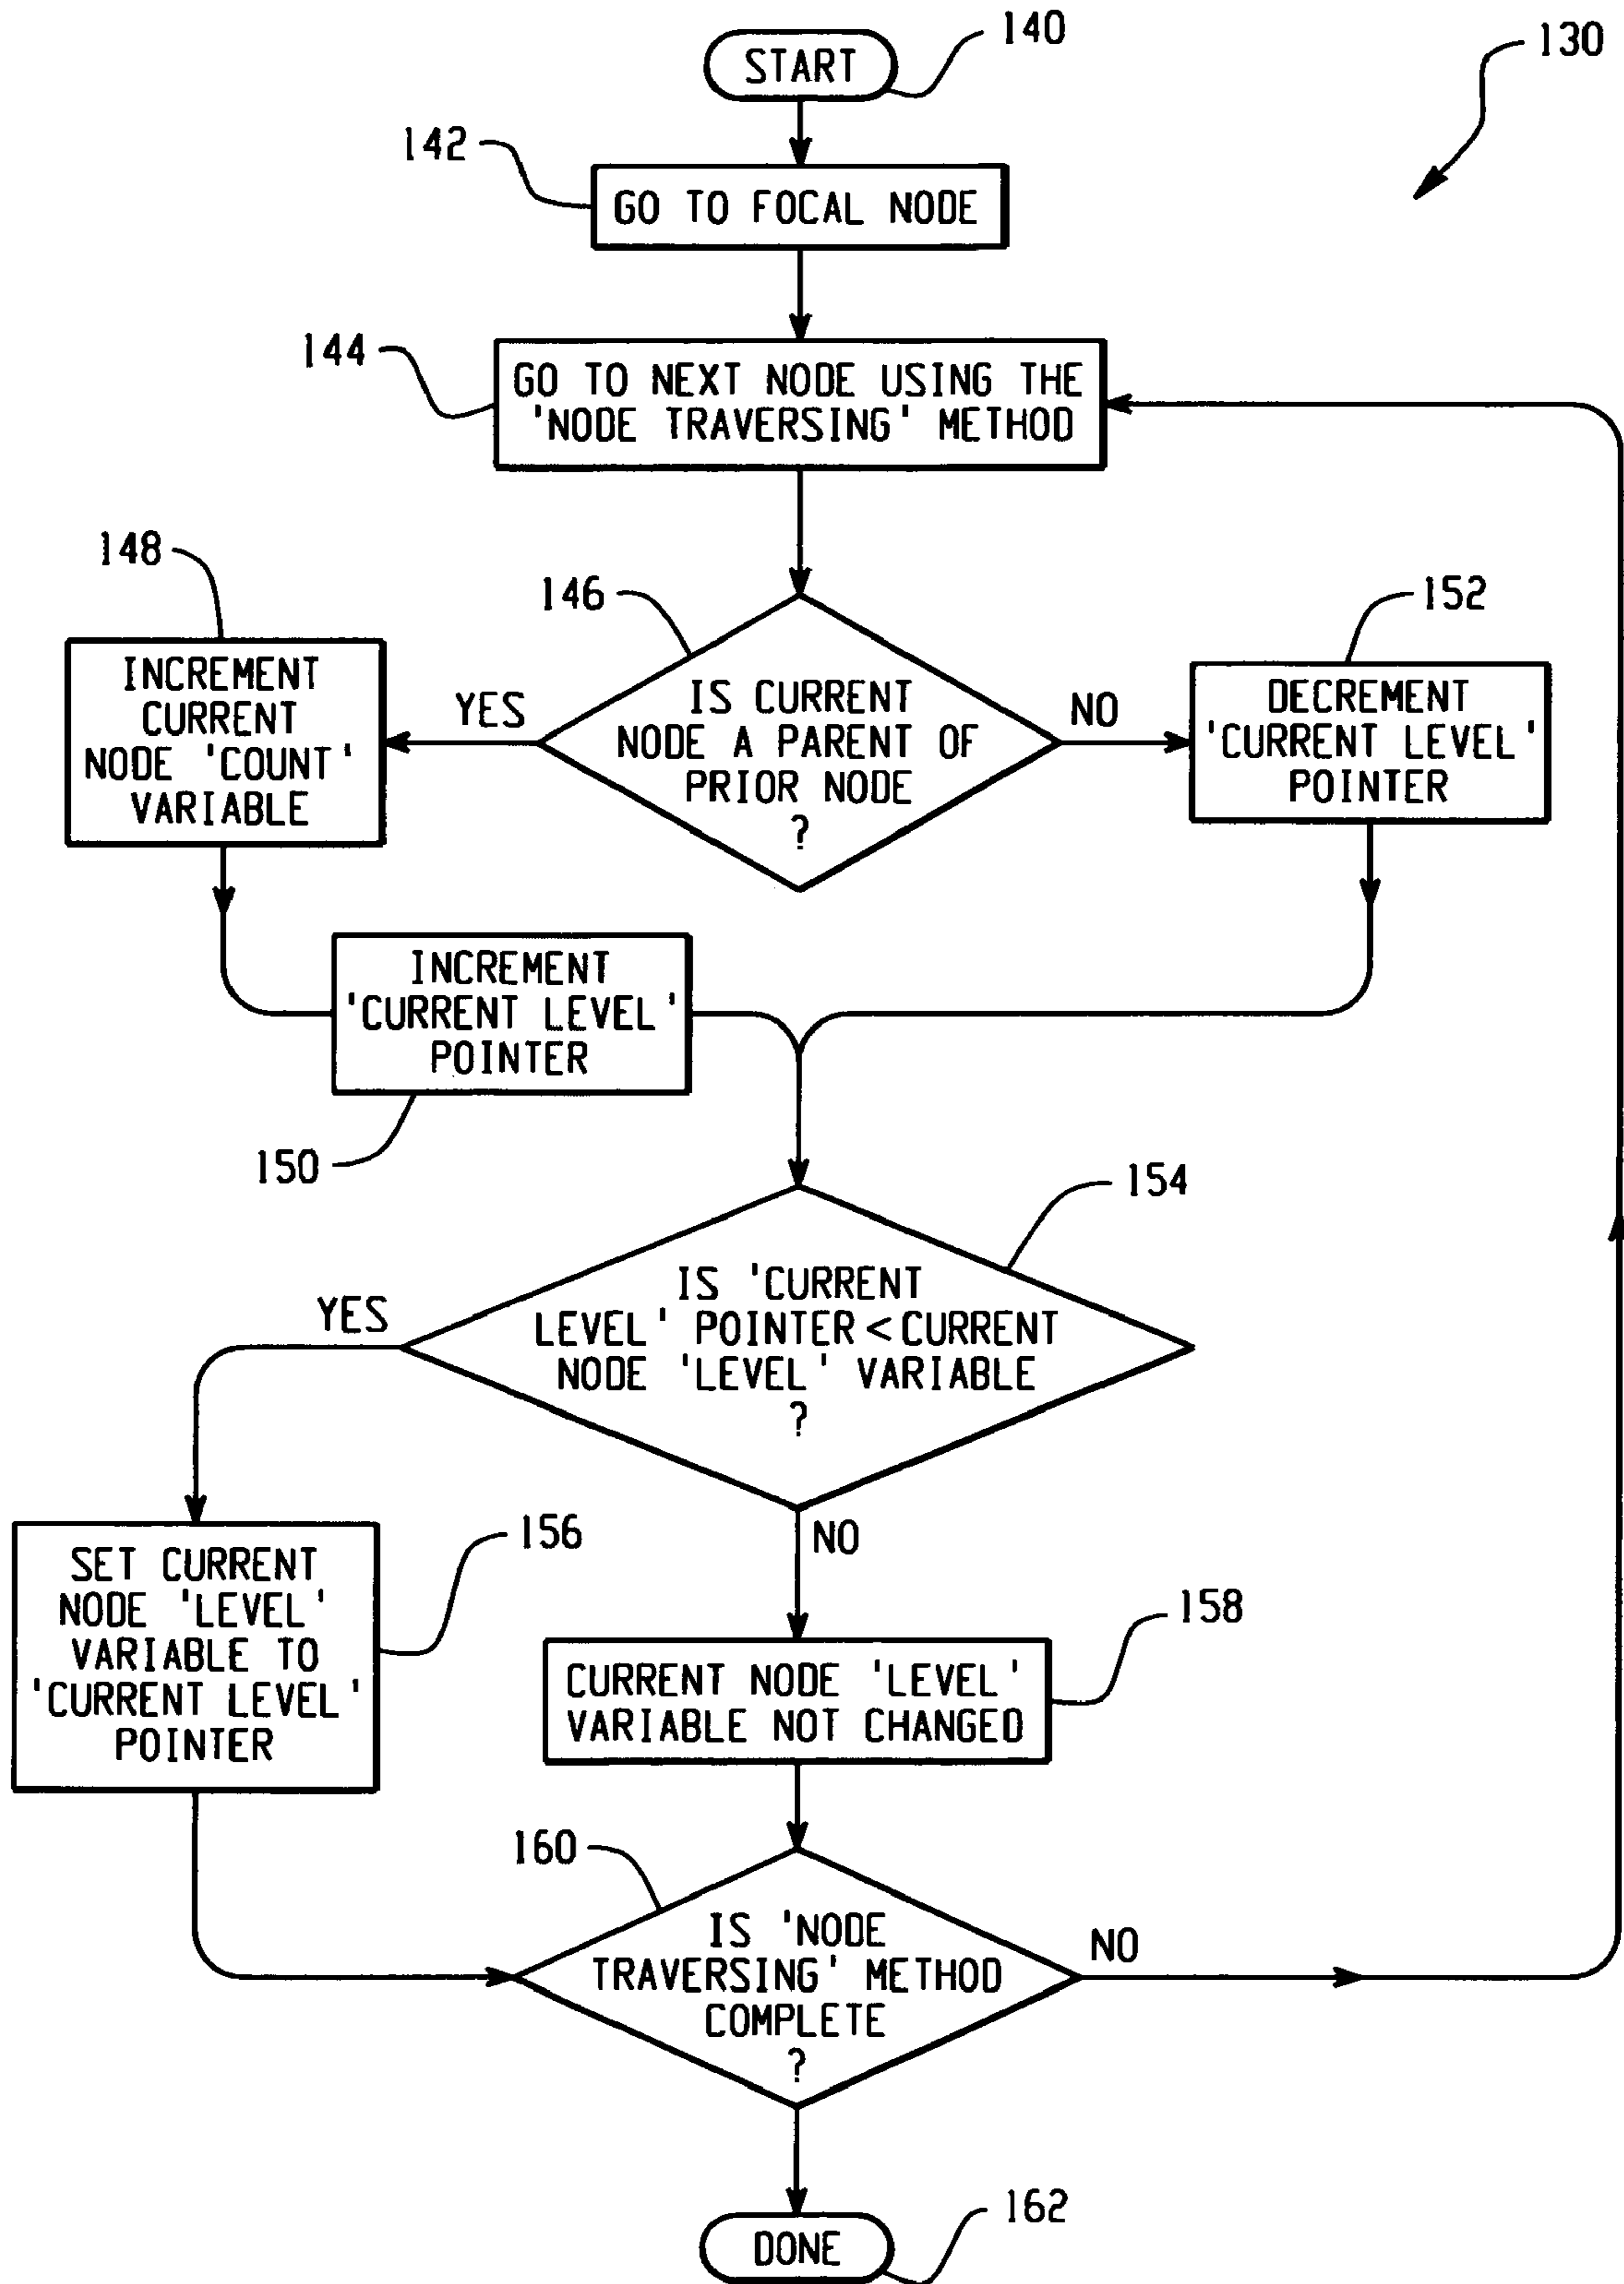 START
140
130
142
GO TO FOCAL NODE
144
GO TO NEXT NODE USING THE
'NODE TRAVERSING' METHOD
148
146
152
INCREMENT
CURRENT
NODE 'COUNT'
VARIABLE
YES
IS CURRENT
NODE A PARENT OF
PRIOR NODE
?
NO
DECREMENT
'CURRENT LEVEL'
POINTER
INCREMENT
'CURRENT LEVEL'
POINTER
150
154
YES
IS 'CURRENT
LEVEL' POINTER < CURRENT
NODE 'LEVEL' VARIABLE
?
NO
SET CURRENT
NODE 'LEVEL'
VARIABLE TO
'CURRENT LEVEL'
POINTER
156
158
CURRENT NODE 'LEVEL'
VARIABLE NOT CHANGED
160
IS 'NODE
TRAVERSING' METHOD
COMPLETE
?
NO
DONE
162